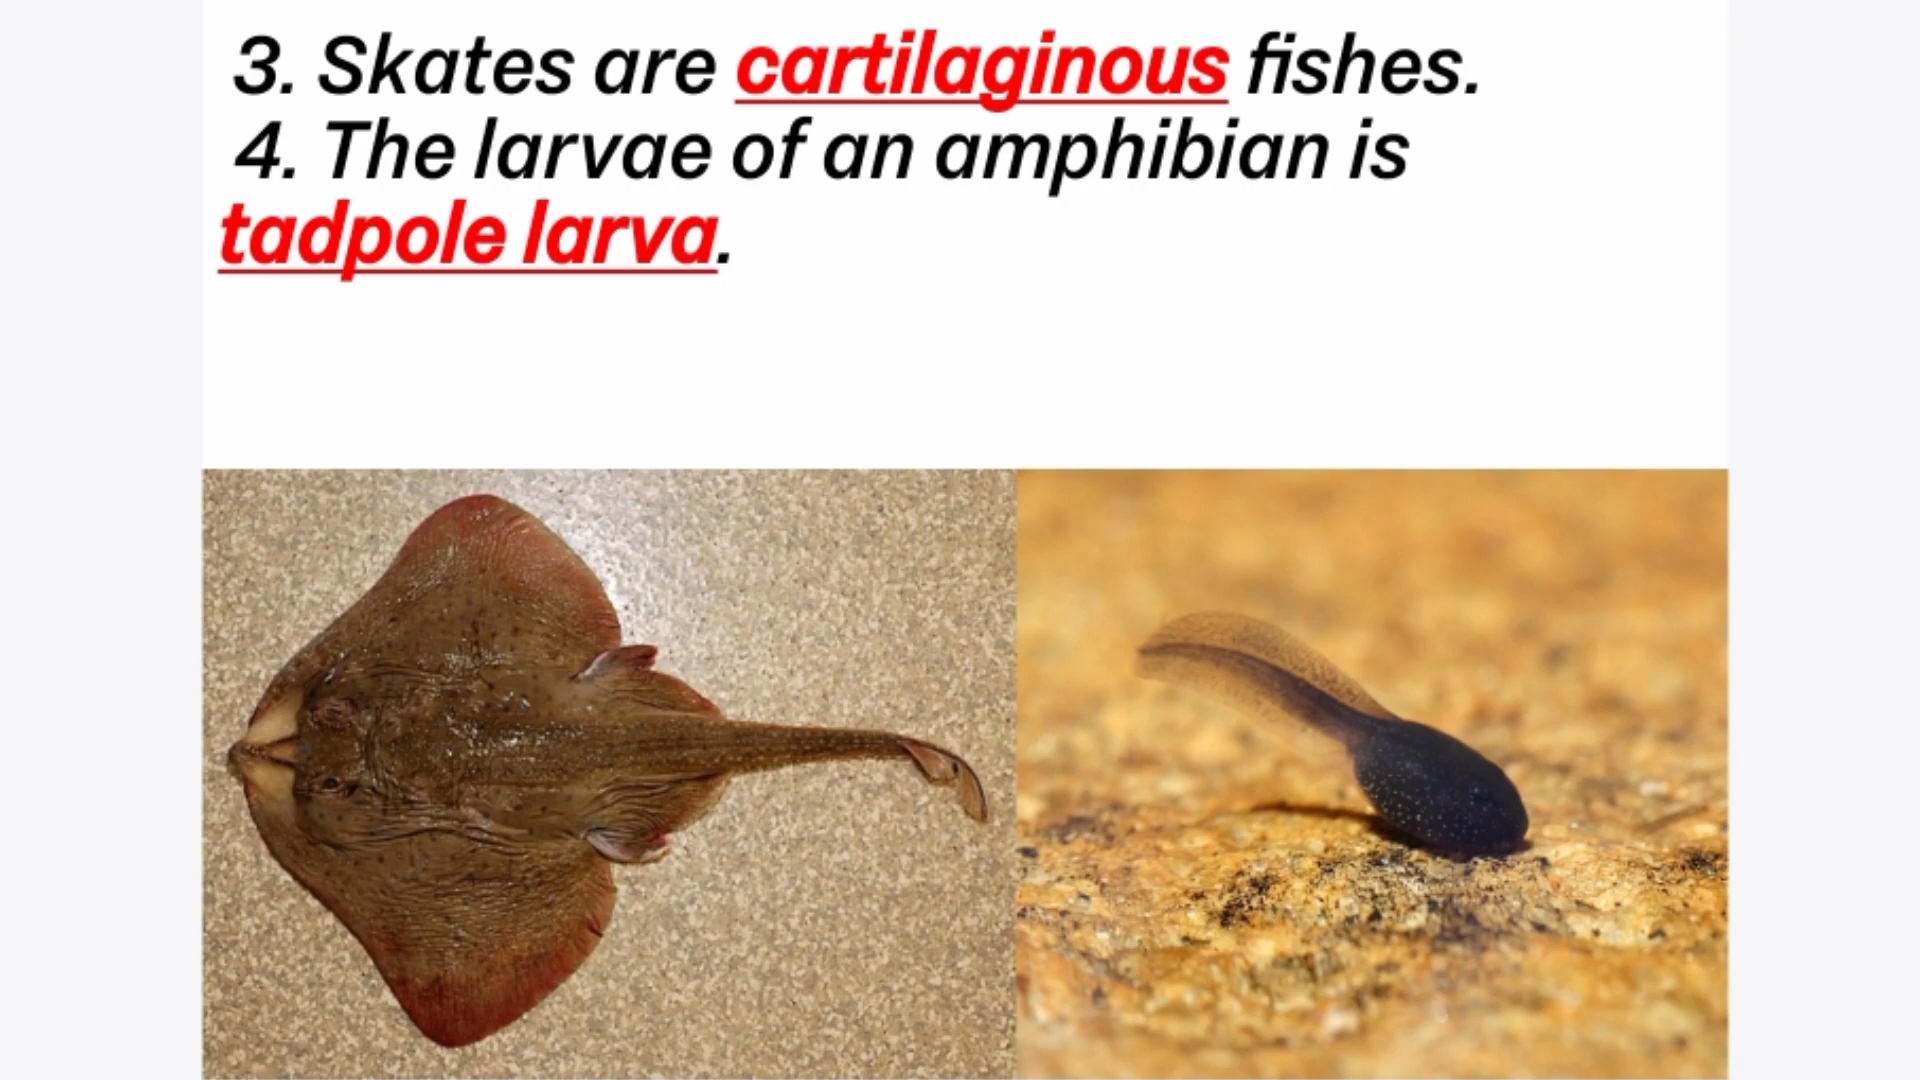 3. Skates are cartilaginous fishes.
4. The larvae of an amphibian is
tadpole larva.